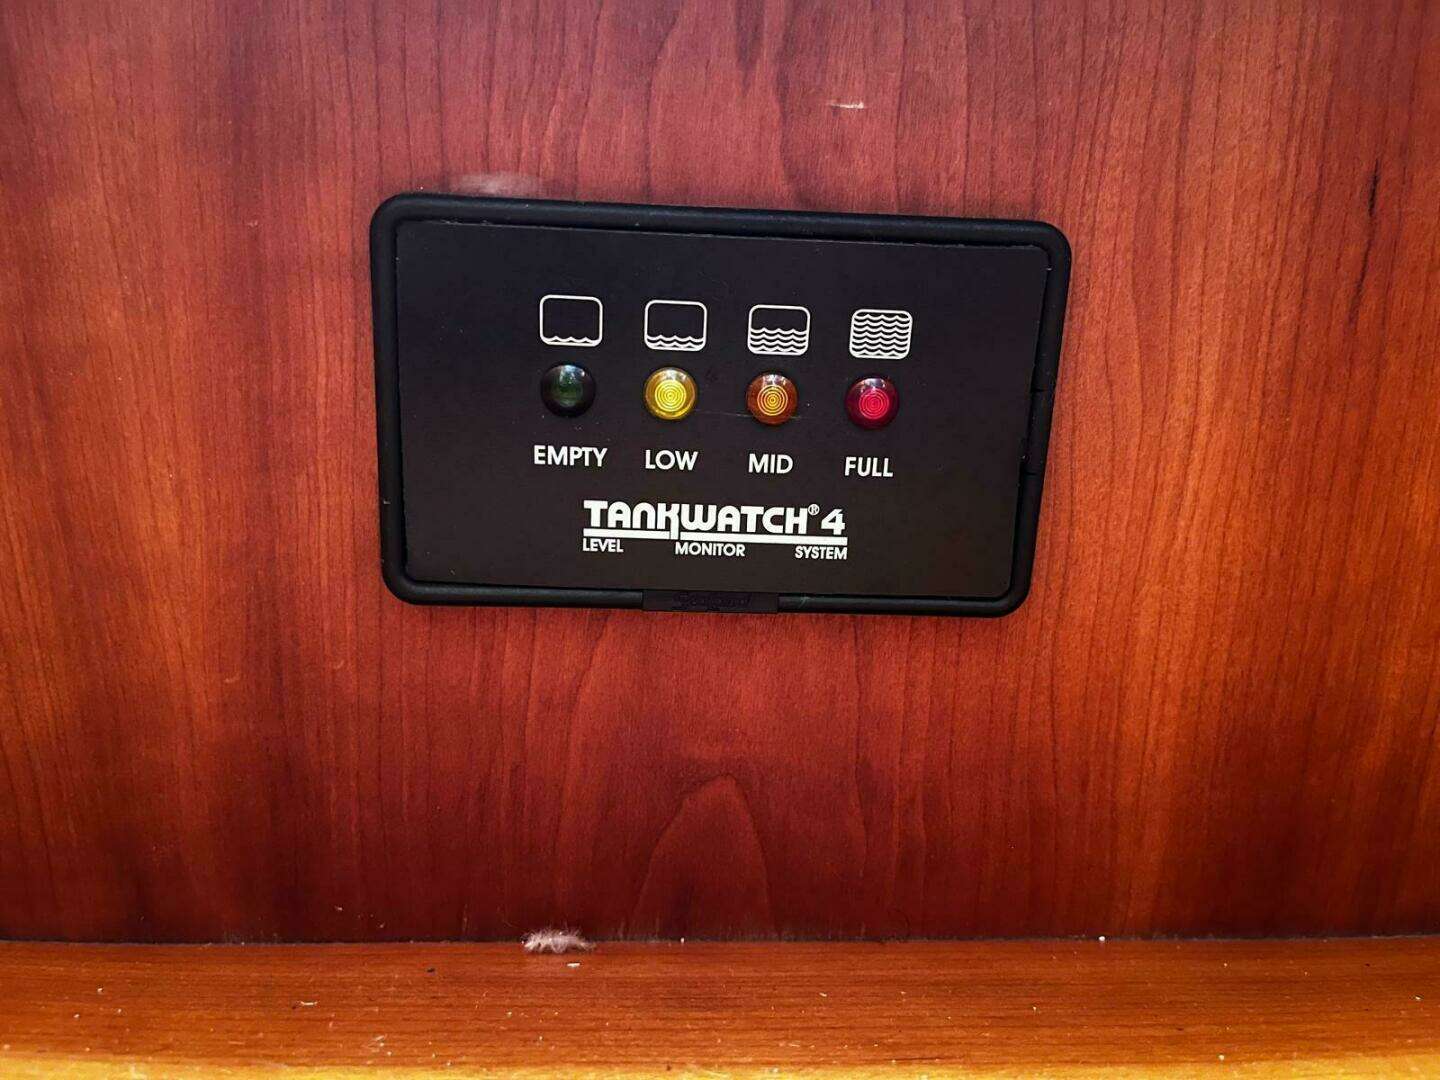 EMPTY LOW MID FULL
TANKWATCH® 4
LEVEL MONITOR SYSTEM